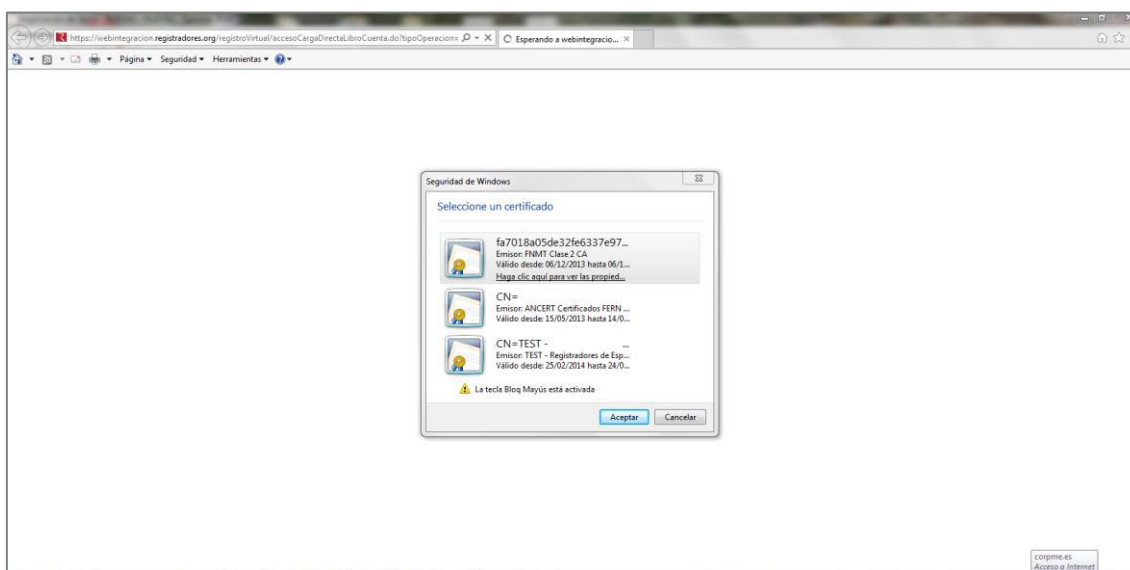 https://webintegracion.registradores.org/registroVirtual/accesoCargaDirectaLibroCuenta.do?tipoOperacion=
Esperando a webintegracio...
Página Seguridad Herramientas
Seguridad de Windows
Seleccione un certificado
fa7018a05de32fe6337e97...
Emisor: FNMT Clase 2 CA
Válido desde: 06/12/2013 hasta 06/1...
Haga clic aquí para ver las propied...
CN=
Emisor: ANCERT Certificados FERN ...
Válido desde: 15/05/2013 hasta 14/0...
CN=TEST - ...
Emisor: TEST - Registradores de Esp...
Válido desde: 25/02/2014 hasta 24/0...
La tecla Bloq Mayús está activada
Aceptar Cancelar
corpme.es
Acceso a Internet